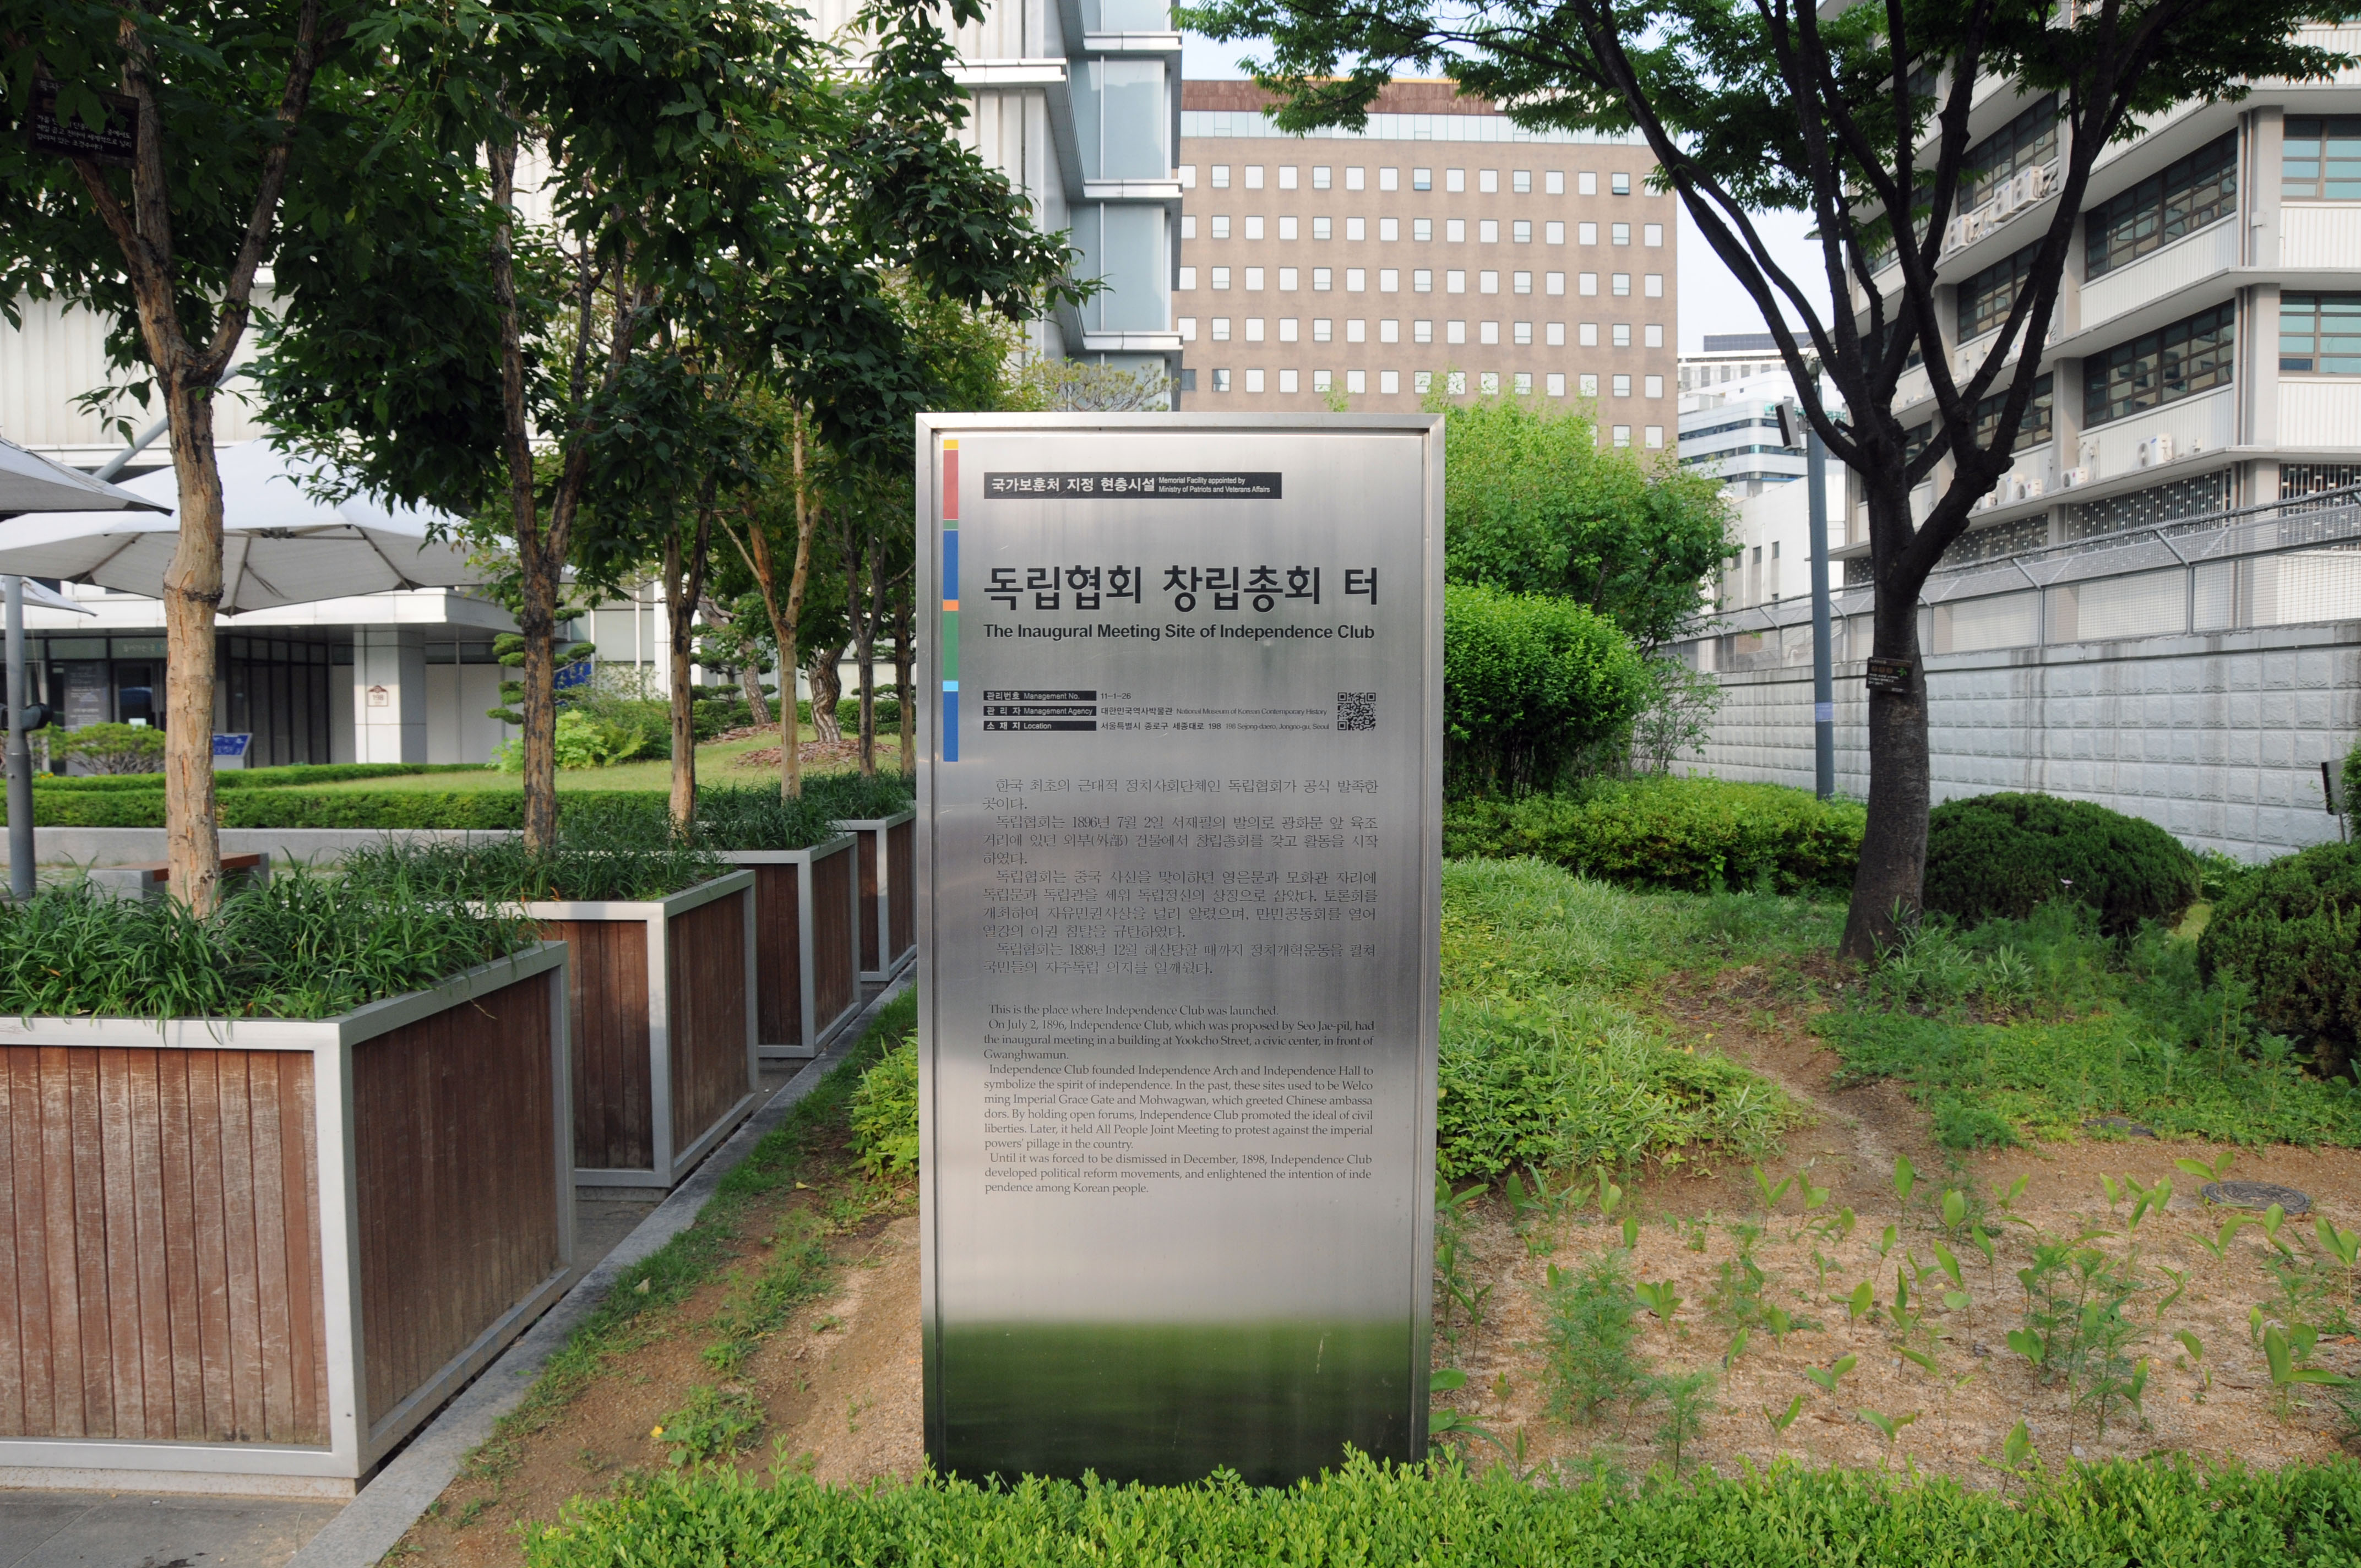 국가보훈처 지정 현충시설 Memorial Facility appointed by
Ministry of Patriots and Veterans Affairs
독립협회 창립총회 터
The Inaugural Meeting Site of Independence Club
관리번호 Management No. 11-1-26
관 리 자 Management Agency 대한민국역사박물관 National Museum of Korean Contemporary History
소 재 지 Location 서울특별시 종로구 세종대로 198 198 Sejong-daero, Jongno-gu, Seoul
한국 최초의 근대적 정치사회단체인 독립협회가 공식 발족한
곳이다.
독립협회는 1896년 7월 2일 서재필의 발의로 광화문 앞 육조
거리에 있던 외부(外部) 건물에서 창립총회를 갖고 활동을 시작
하였다.
독립협회는 중국 사신을 맞이하던 영은문과 모화관 자리에
독립문과 독립관을 세워 독립정신의 상징으로 삼았다. 토론회를
개최하여 자유민권사상을 널리 알렸으며, 만민공동회를 열어
열강의 이권 침탈을 규탄하였다.
독립협회는 1898년 12월 해산당할 때까지 정치개혁운동을 펼쳐
국민들의 자주독립 의지를 일깨웠다.
This is the place where Independence Club was launched.
On July 2, 1896, Independence Club, which was proposed by Seo Jae-pil, had
the inaugural meeting in a building at Yookcho Street, a civic center, in front of
Gwanghwamun.
Independence Club founded Independence Arch and Independence Hall to
symbolize the spirit of independence. In the past, these sites used to be Welco
ming Imperial Grace Gate and Mohwagwan, which greeted Chinese ambassa
dors. By holding open forums, Independence Club promoted the ideal of civil
liberties. Later, it held All People Joint Meeting to protest against the imperial
powers' pillage in the country.
Until it was forced to be dismissed in December, 1898, Independence Club
developed political reform movements, and enlightened the intention of inde
pendence among Korean people.